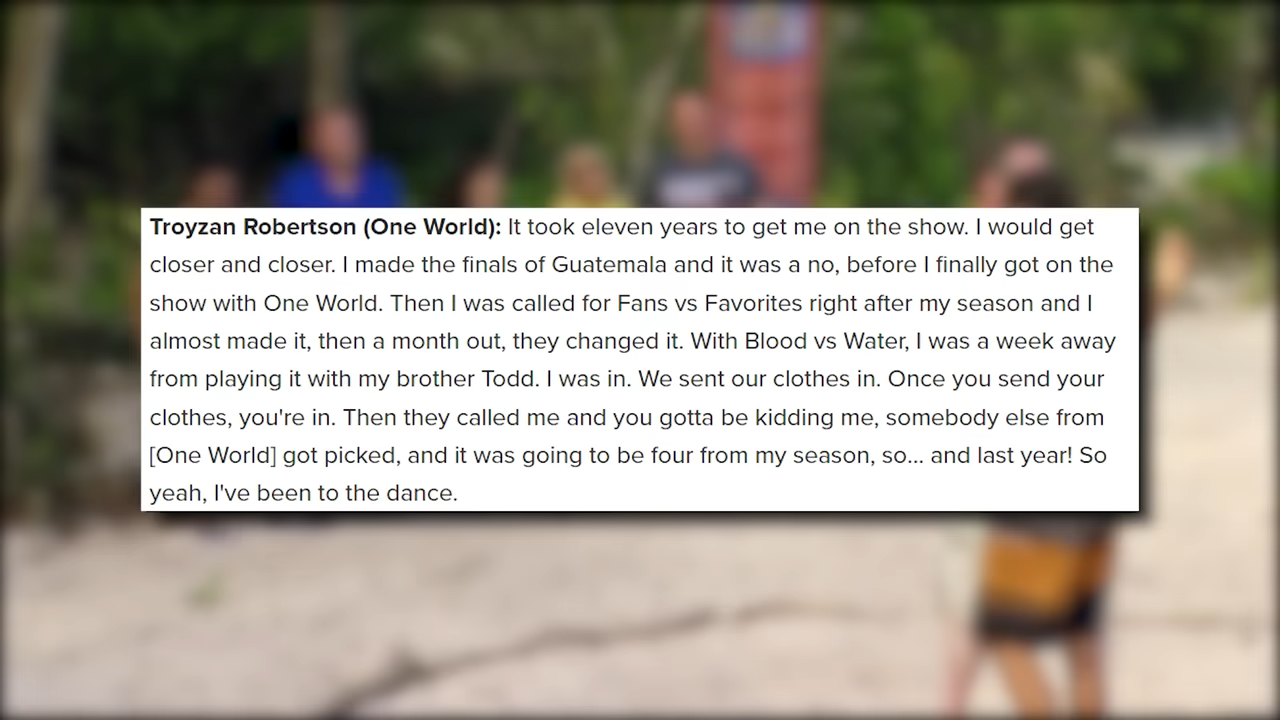 Troyzan Robertson (One World): It took eleven years to get me on the show. I would get
closer and closer. I made the finals of Guatemala and it was a no, before I finally got on the
show with One World. Then I was called for Fans vs Favorites right after my season and I
almost made it, then a month out, they changed it. With Blood vs Water, I was a week away
from playing it with my brother Todd. I was in. We sent our clothes in. Once you send your
clothes, you're in. Then they called me and you gotta be kidding me, somebody else from
[One World] got picked, and it was going to be four from my season, so... and last year! So
yeah, I've been to the dance.